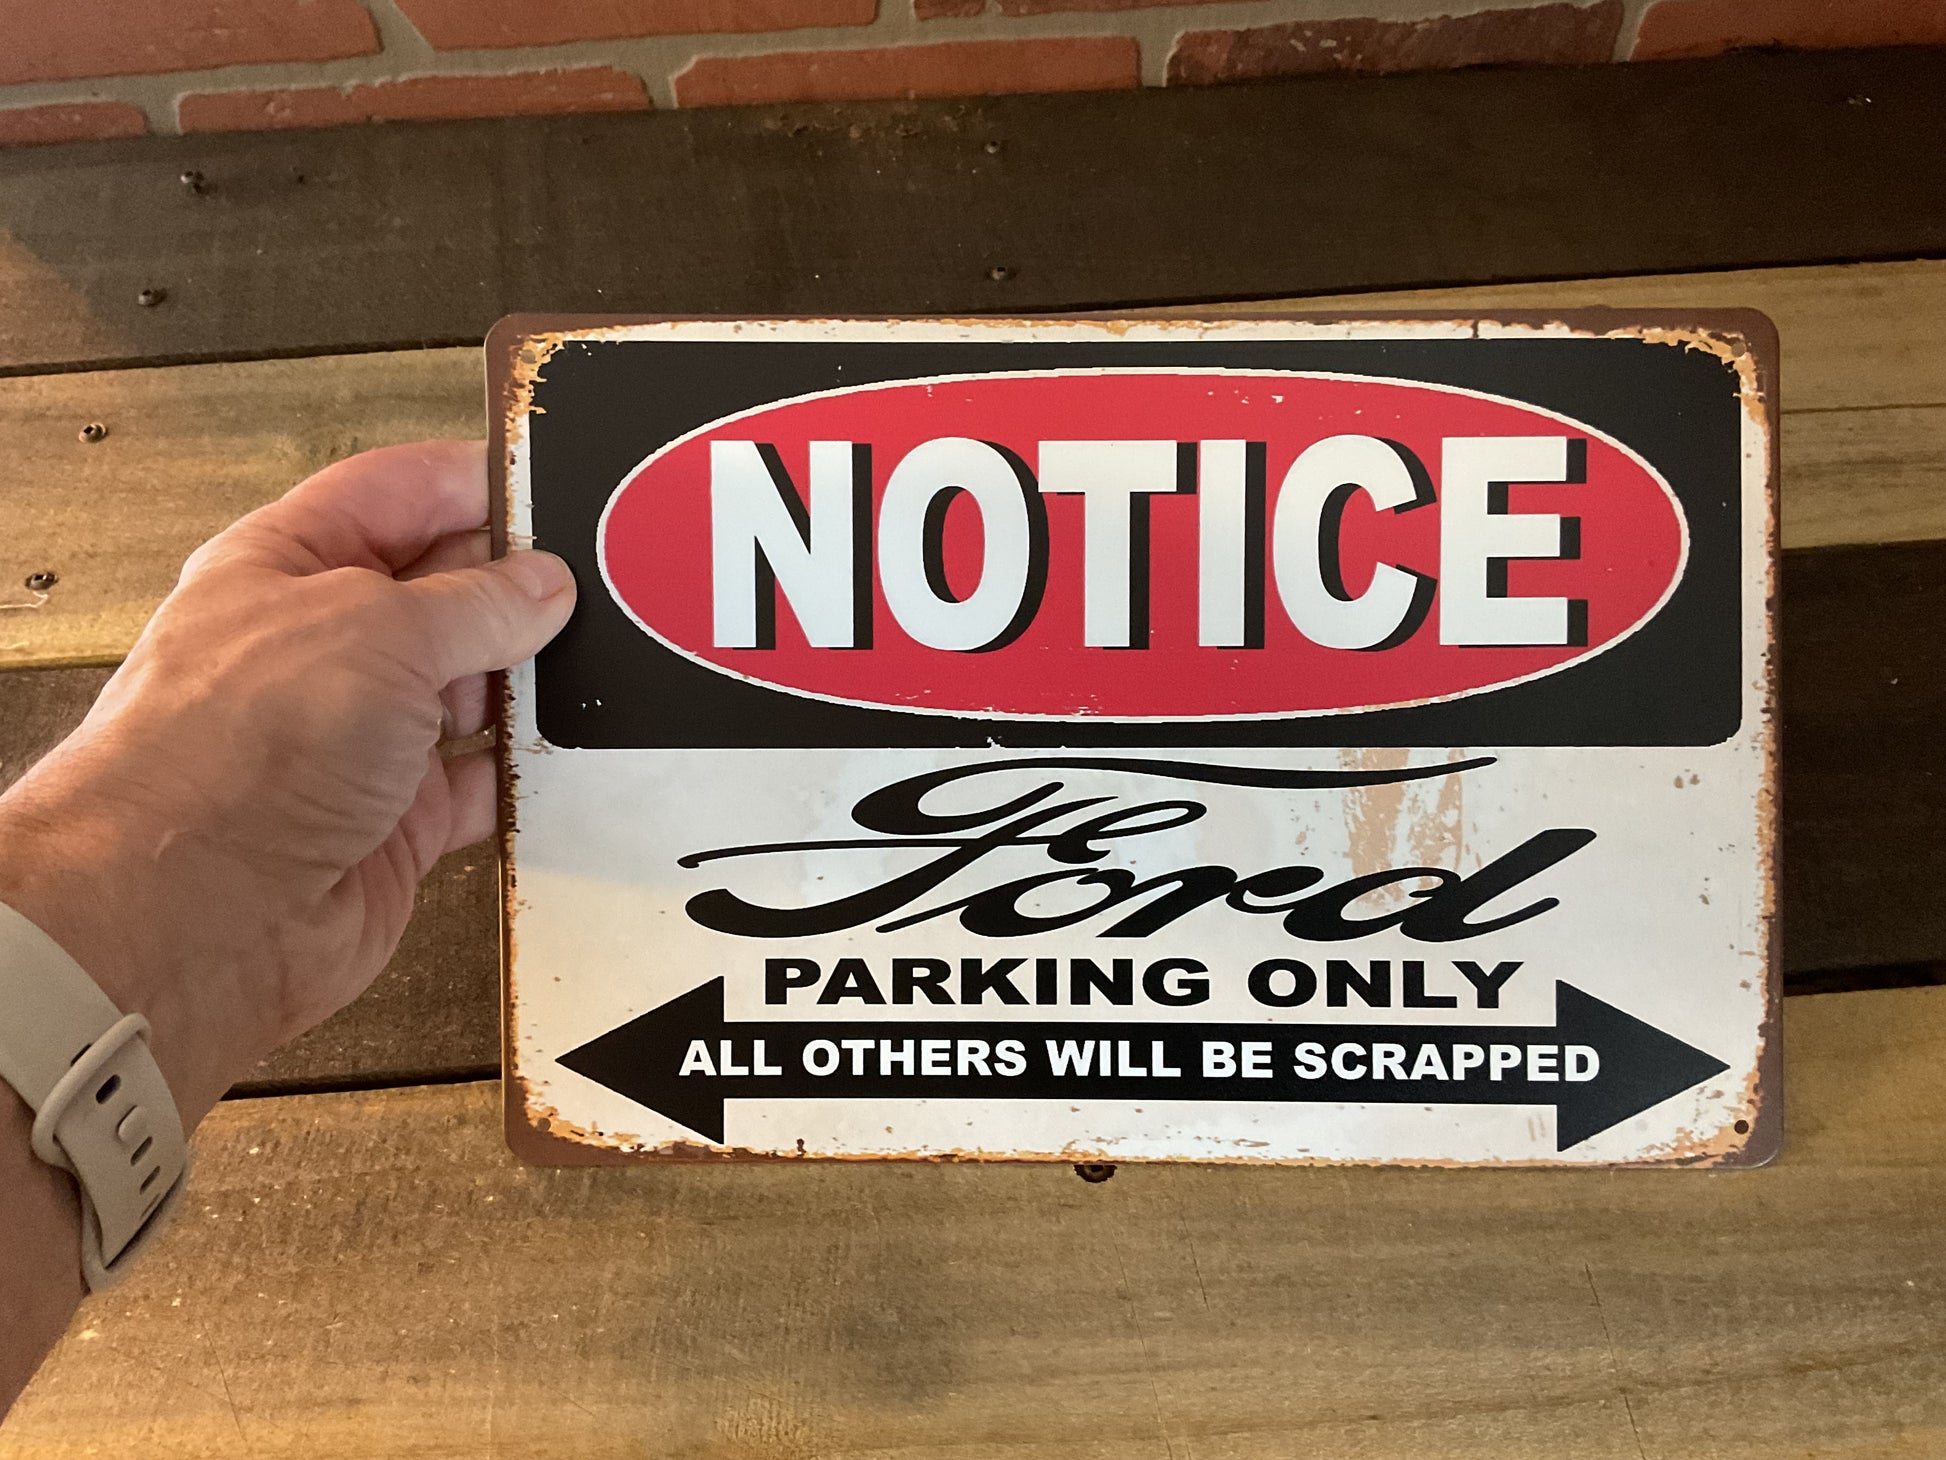 NOTICE
Ford
PARKING ONLY
ALL OTHERS WILL BE SCRAPPED